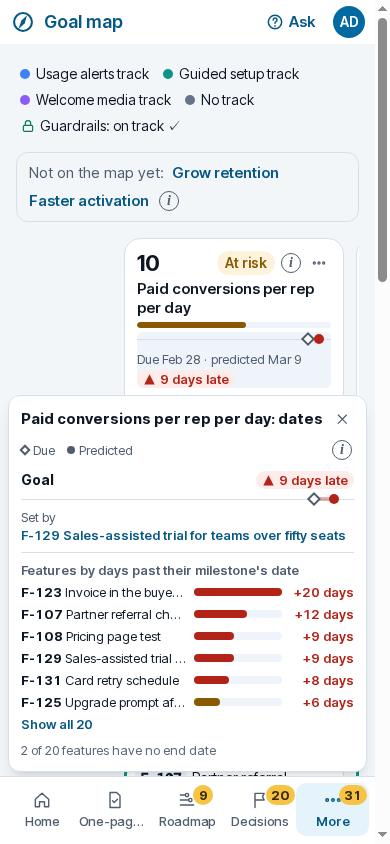 Goal map
Ask
AD
Usage alerts track
Guided setup track
Welcome media track
No track
Guardrails: on track ✓
Not on the map yet: Grow retention
Faster activation
i
10
At risk
i
Paid conversions per rep
per day
Due Feb 28 · predicted Mar 9
▲ 9 days late
Paid conversions per rep per day: dates
Due
Predicted
i
Goal
▲ 9 days late
Set by
F-129 Sales-assisted trial for teams over fifty seats
Features by days past their milestone's date
F-123 Invoice in the buye... +20 days
F-107 Partner referral ch... +12 days
F-108 Pricing page test +9 days
F-129 Sales-assisted trial ... +9 days
F-131 Card retry schedule +8 days
F-125 Upgrade prompt af... +6 days
Show all 20
2 of 20 features have no end date
9
20
31
Home
One-pag...
Roadmap
Decisions
More